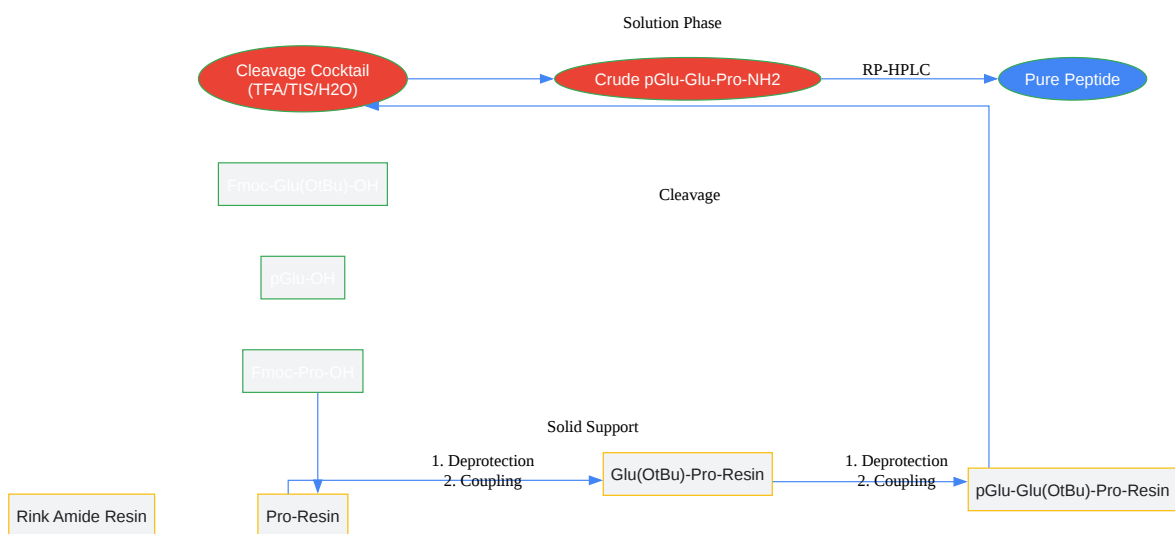 Solution Phase
Cleavage Cocktail
(TFA/TIS/H2O)
Crude pGlu-Glu-Pro-NH2
RP-HPLC
Pure Peptide
Fmoc-Glu(OtBu)-OH
Cleavage
pGlu-OH
Fmoc-Pro-OH
Solid Support
1. Deprotection
2. Coupling
Glu(OtBu)-Pro-Resin
1. Deprotection
2. Coupling
pGlu-Glu(OtBu)-Pro-Resin
Rink Amide Resin
Pro-Resin